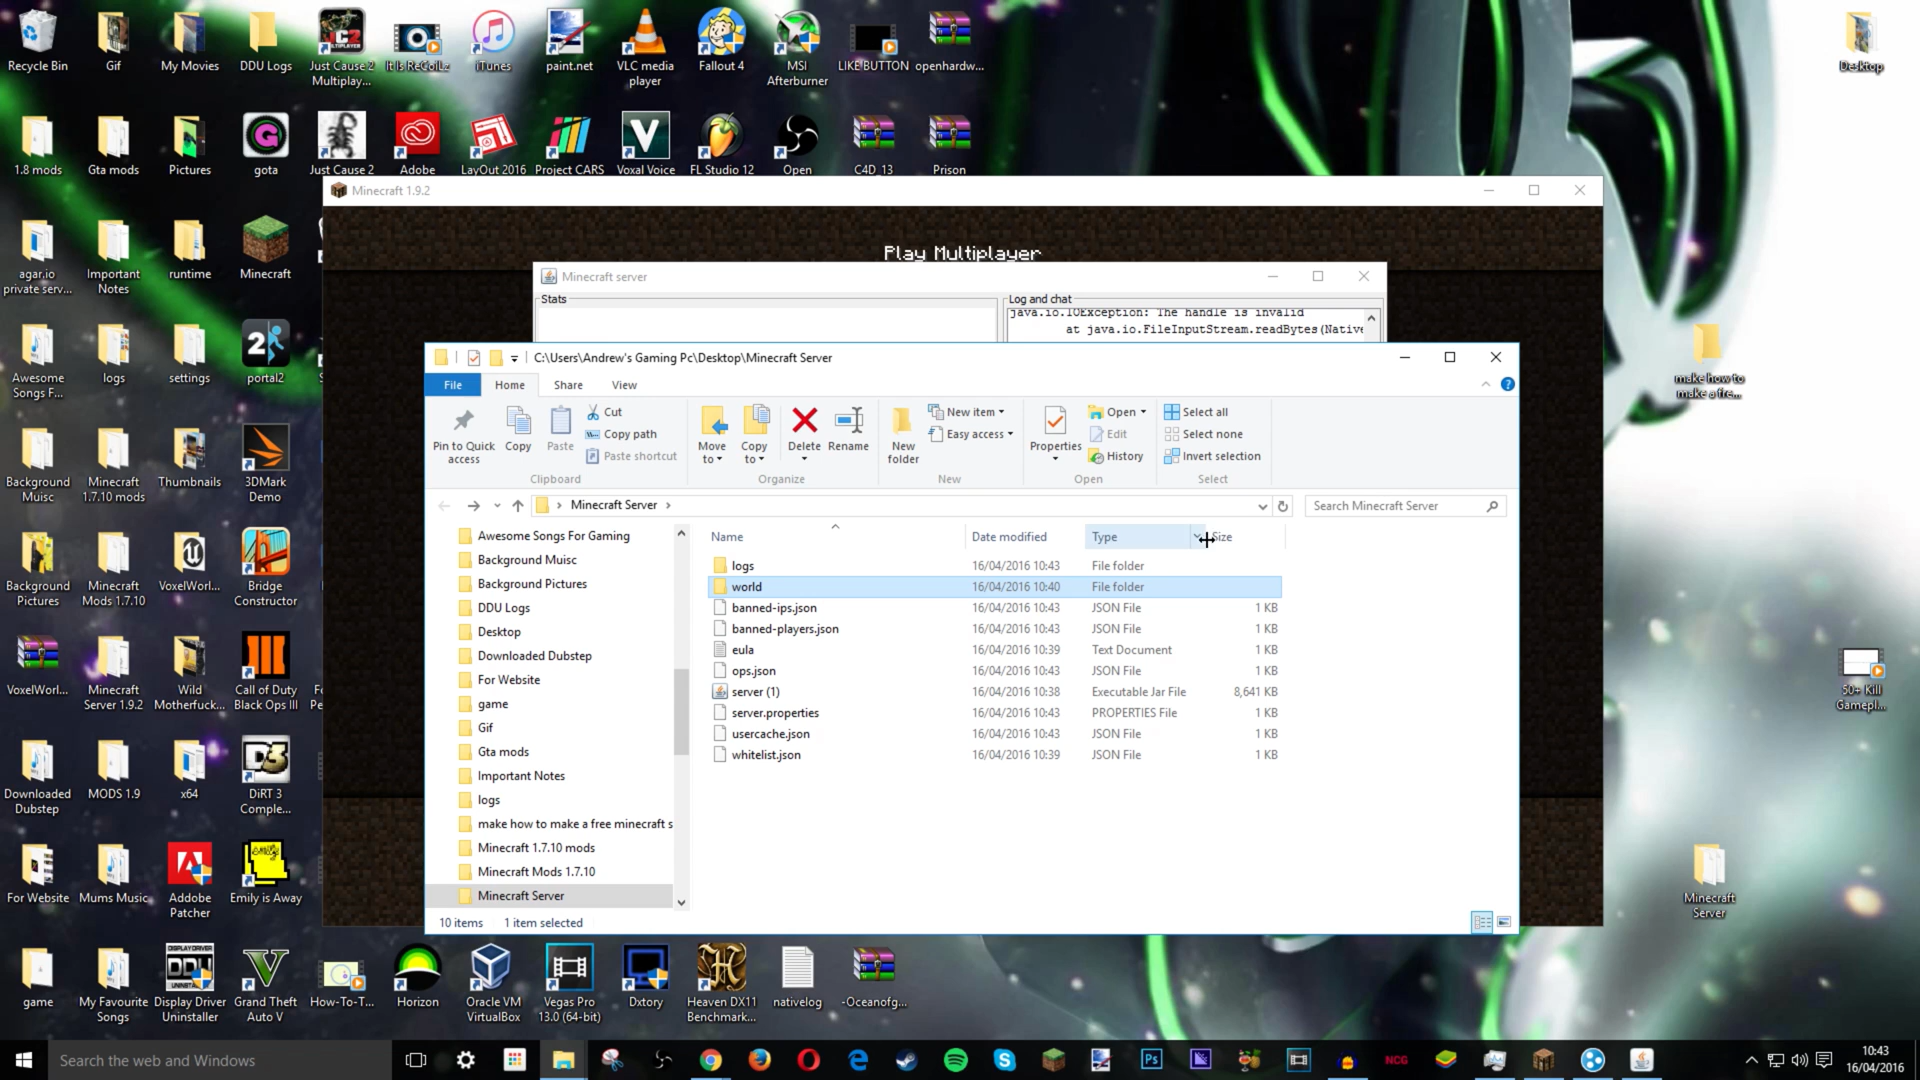 Recycle Bin
Gif
My Movies
DDU Logs
Just Cause 2
Multiplay...
It Is ReCoiLz
iTunes
paint.net
VLC media
player
Fallout 4
MSI
Afterburner
LIKE BUTTON
openhardw...
Desktop
1.8 mods
Gta mods
Pictures
gota
Just Cause 2
Adobe
LayOut 2016
Project CARS
Voxal Voice
FL Studio 12
Open
C4D_13
Prison
Minecraft 1.9.2
Play Multiplayer
agar.io
private serv...
Important
Notes
runtime
Minecraft
Minecraft server
Stats
Log and chat
java.io.IOException: The handle is invalid
at java.io.FileInputStream.readBytes(Native
Awesome
Songs F...
logs
settings
portal2
make how to
make a fre...
C:\Users\Andrew's Gaming Pc\Desktop\Minecraft Server
File
Home
Share
View
Pin to Quick
access
Copy
Paste
Cut
Copy path
Paste shortcut
Clipboard
Move
to
Copy
to
Delete
Rename
Organize
New
folder
New item
Easy access
New
Properties
Open
Edit
History
Open
Select all
Select none
Invert selection
Select
Background
Muisc
Minecraft
1.7.10 mods
Thumbnails
3DMark
Demo
Minecraft Server
Search Minecraft Server
Awesome Songs For Gaming
Background Muisc
Background Pictures
DDU Logs
Desktop
Downloaded Dubstep
For Website
game
Gif
Gta mods
Important Notes
logs
make how to make a free minecraft s
Minecraft 1.7.10 mods
Minecraft Mods 1.7.10
Minecraft Server
Name Date modified Type Size
logs 16/04/2016 10:43 File folder
world 16/04/2016 10:40 File folder
banned-ips.json 16/04/2016 10:43 JSON File 1 KB
banned-players.json 16/04/2016 10:43 JSON File 1 KB
eula 16/04/2016 10:39 Text Document 1 KB
ops.json 16/04/2016 10:43 JSON File 1 KB
server (1) 16/04/2016 10:38 Executable Jar File 8,641 KB
server.properties 16/04/2016 10:43 PROPERTIES File 1 KB
usercache.json 16/04/2016 10:43 JSON File 1 KB
whitelist.json 16/04/2016 10:39 JSON File 1 KB
10 items 1 item selected
Background
Pictures
Minecraft
Mods 1.7.10
VoxelWorl...
Bridge
Constructor
VoxelWorl...
Minecraft
Server 1.9.2
Wild
Motherfuck...
Call of Duty
Black Ops III
50+ Kill
Gamepl...
Downloaded
Dubstep
MODS 1.9
x64
DiRT 3
Comple...
For Website
Mums Music
Adobe
Patcher
Emily is Away
Minecraft
Server
game
My Favourite
Songs
Display Driver
Uninstaller
Grand Theft
Auto V
How-To-T...
Horizon
Oracle VM
VirtualBox
Vegas Pro
13.0 (64-bit)
Dxtory
Heaven DX11
Benchmark...
nativelog
-Oceanofg...
Search the web and Windows
Ps
NCG
10:43
16/04/2016